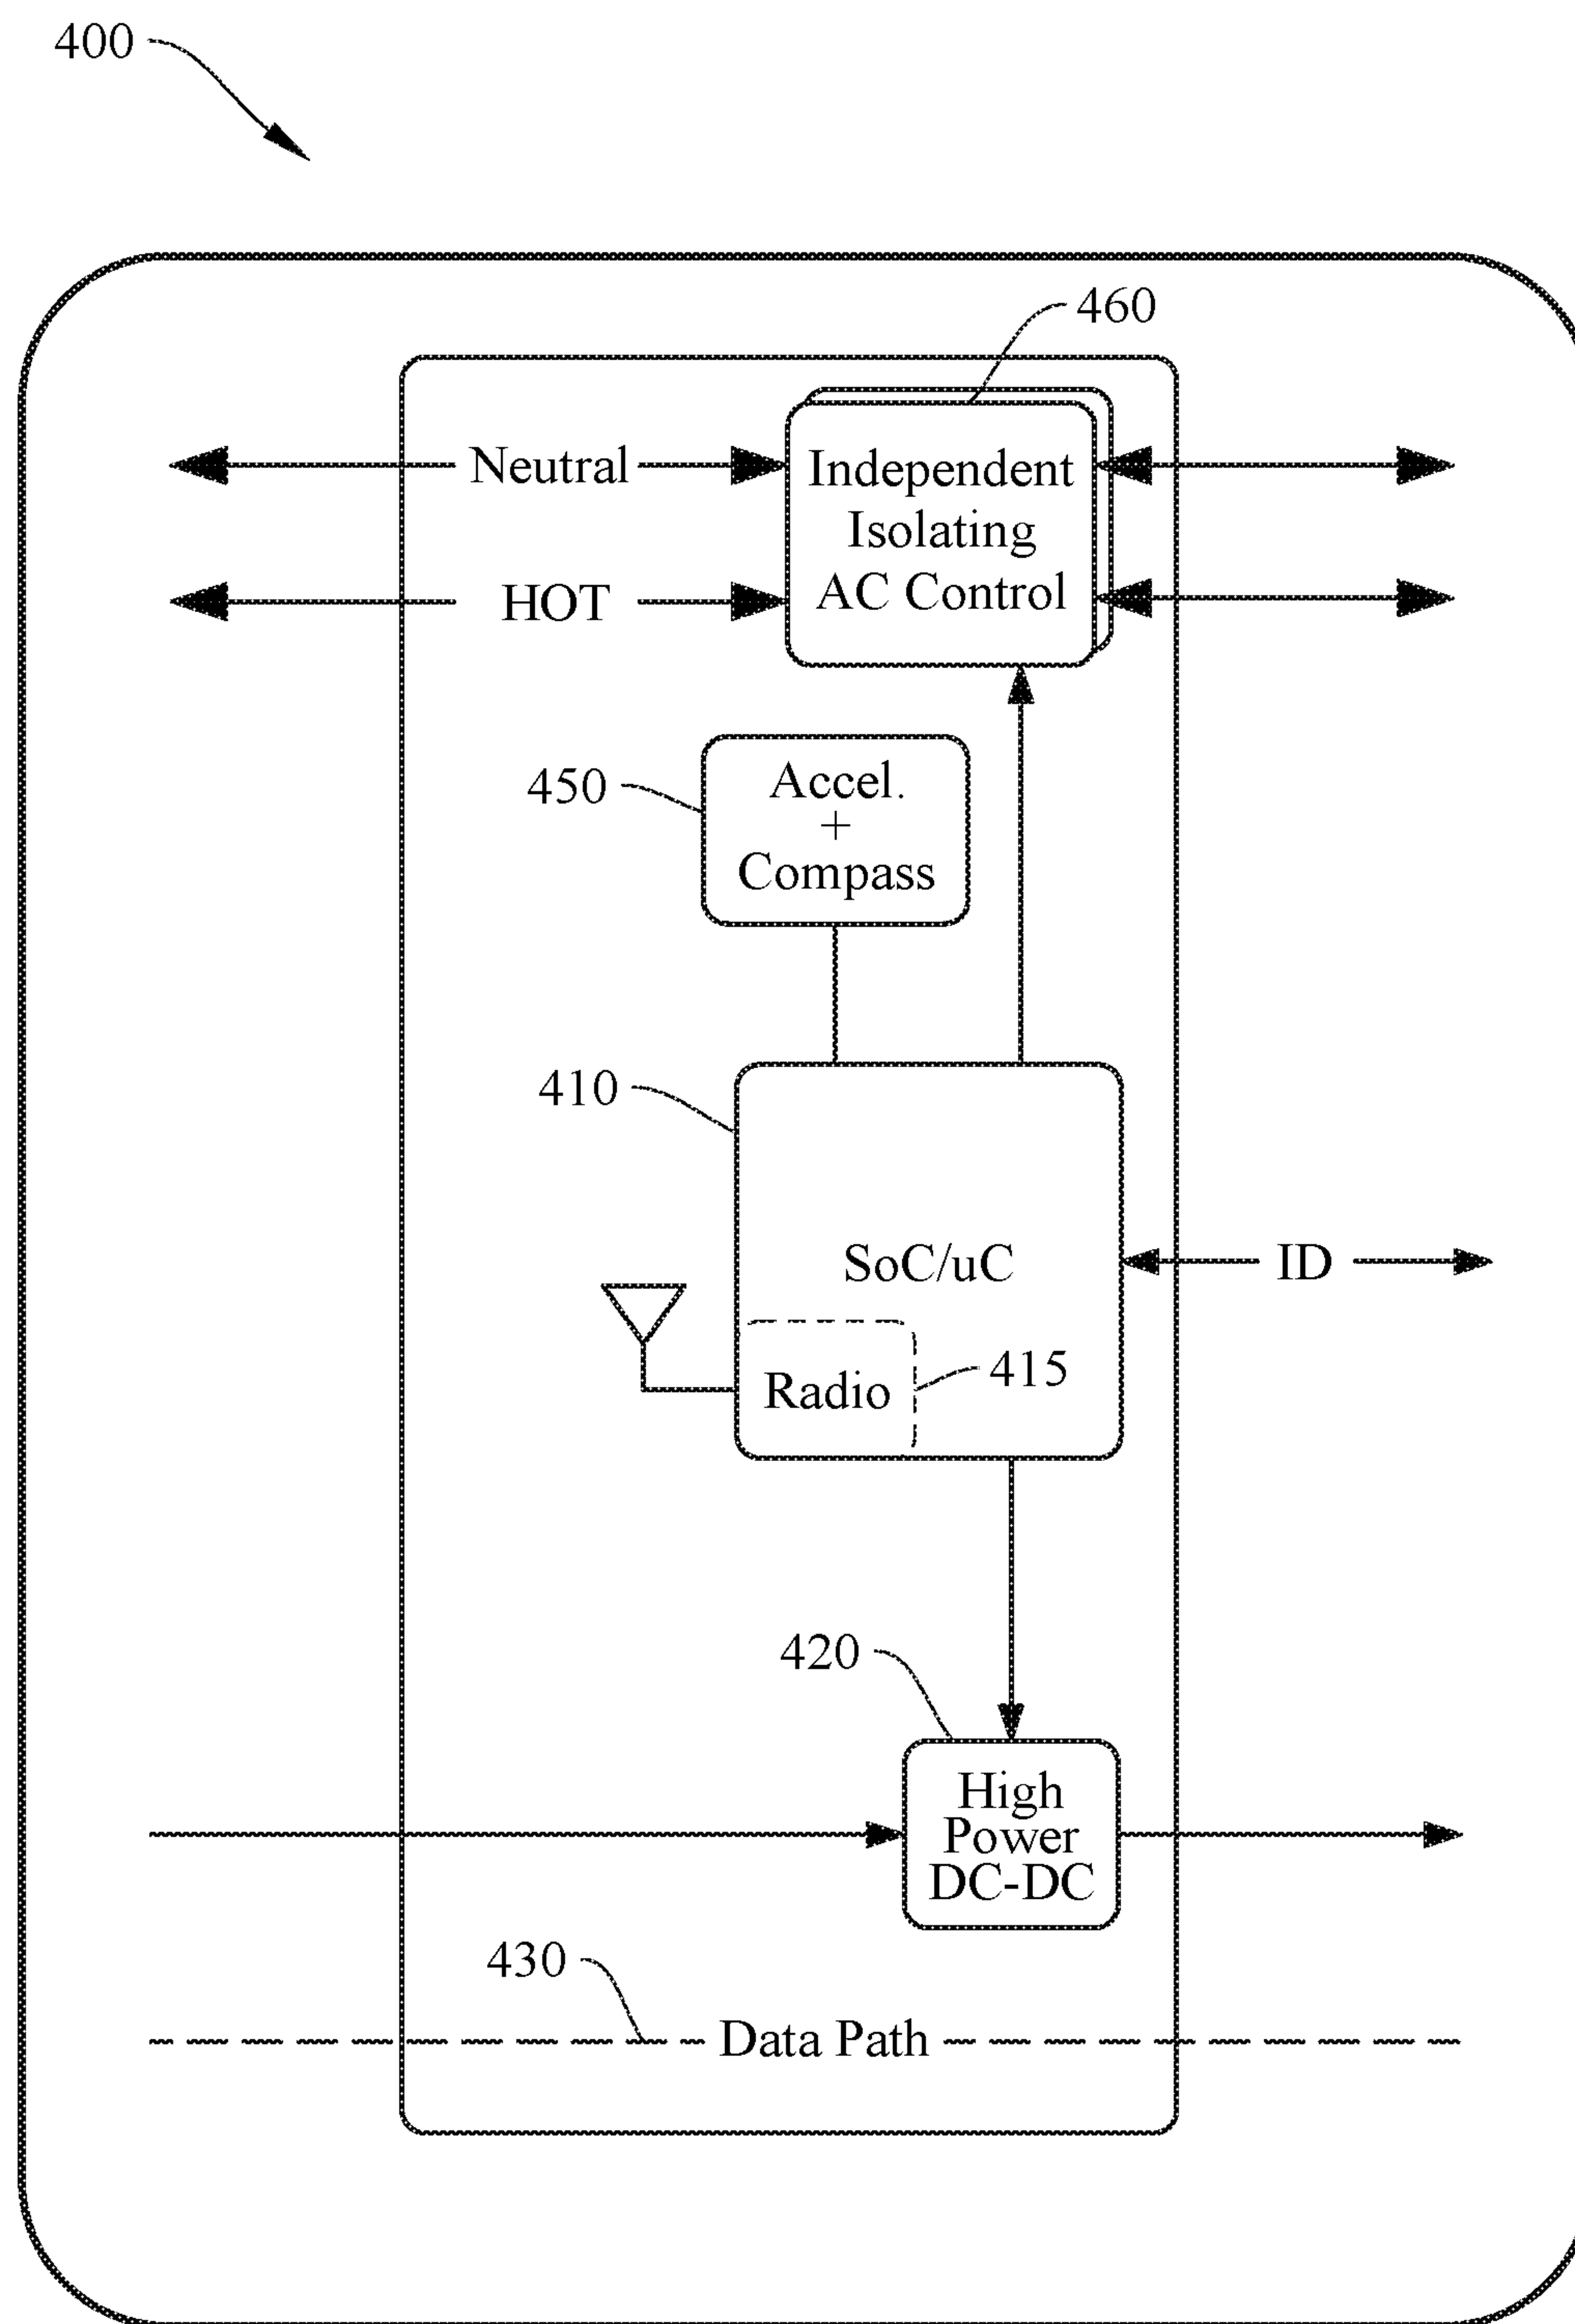 400
460
Neutral
Independent
Isolating
AC Control
HOT
450
Accel.
+
Compass
410
SoC/uC
ID
415
Radio
420
High
Power
DC-DC
430
Data Path